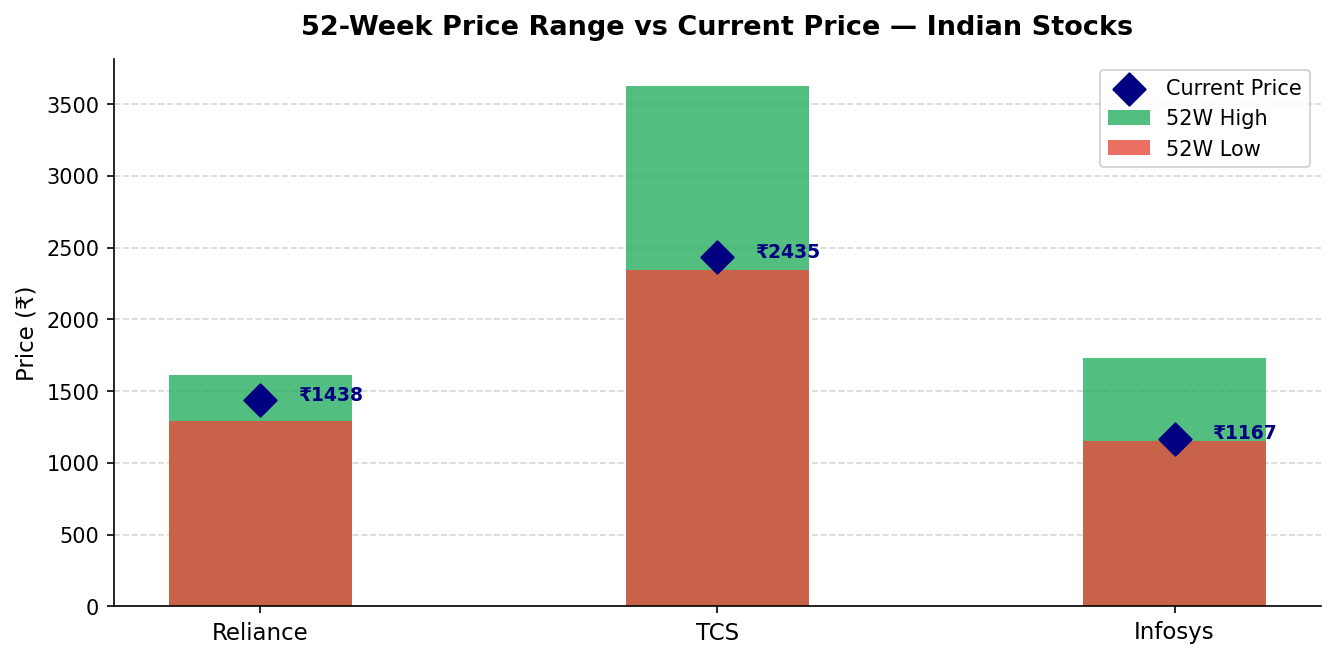 52-Week Price Range vs Current Price — Indian Stocks
Current Price
52W High
52W Low
Price (₹)
3500
3000
2500
2000
1500
1000
500
0
₹1438
₹2435
₹1167
Reliance
TCS
Infosys